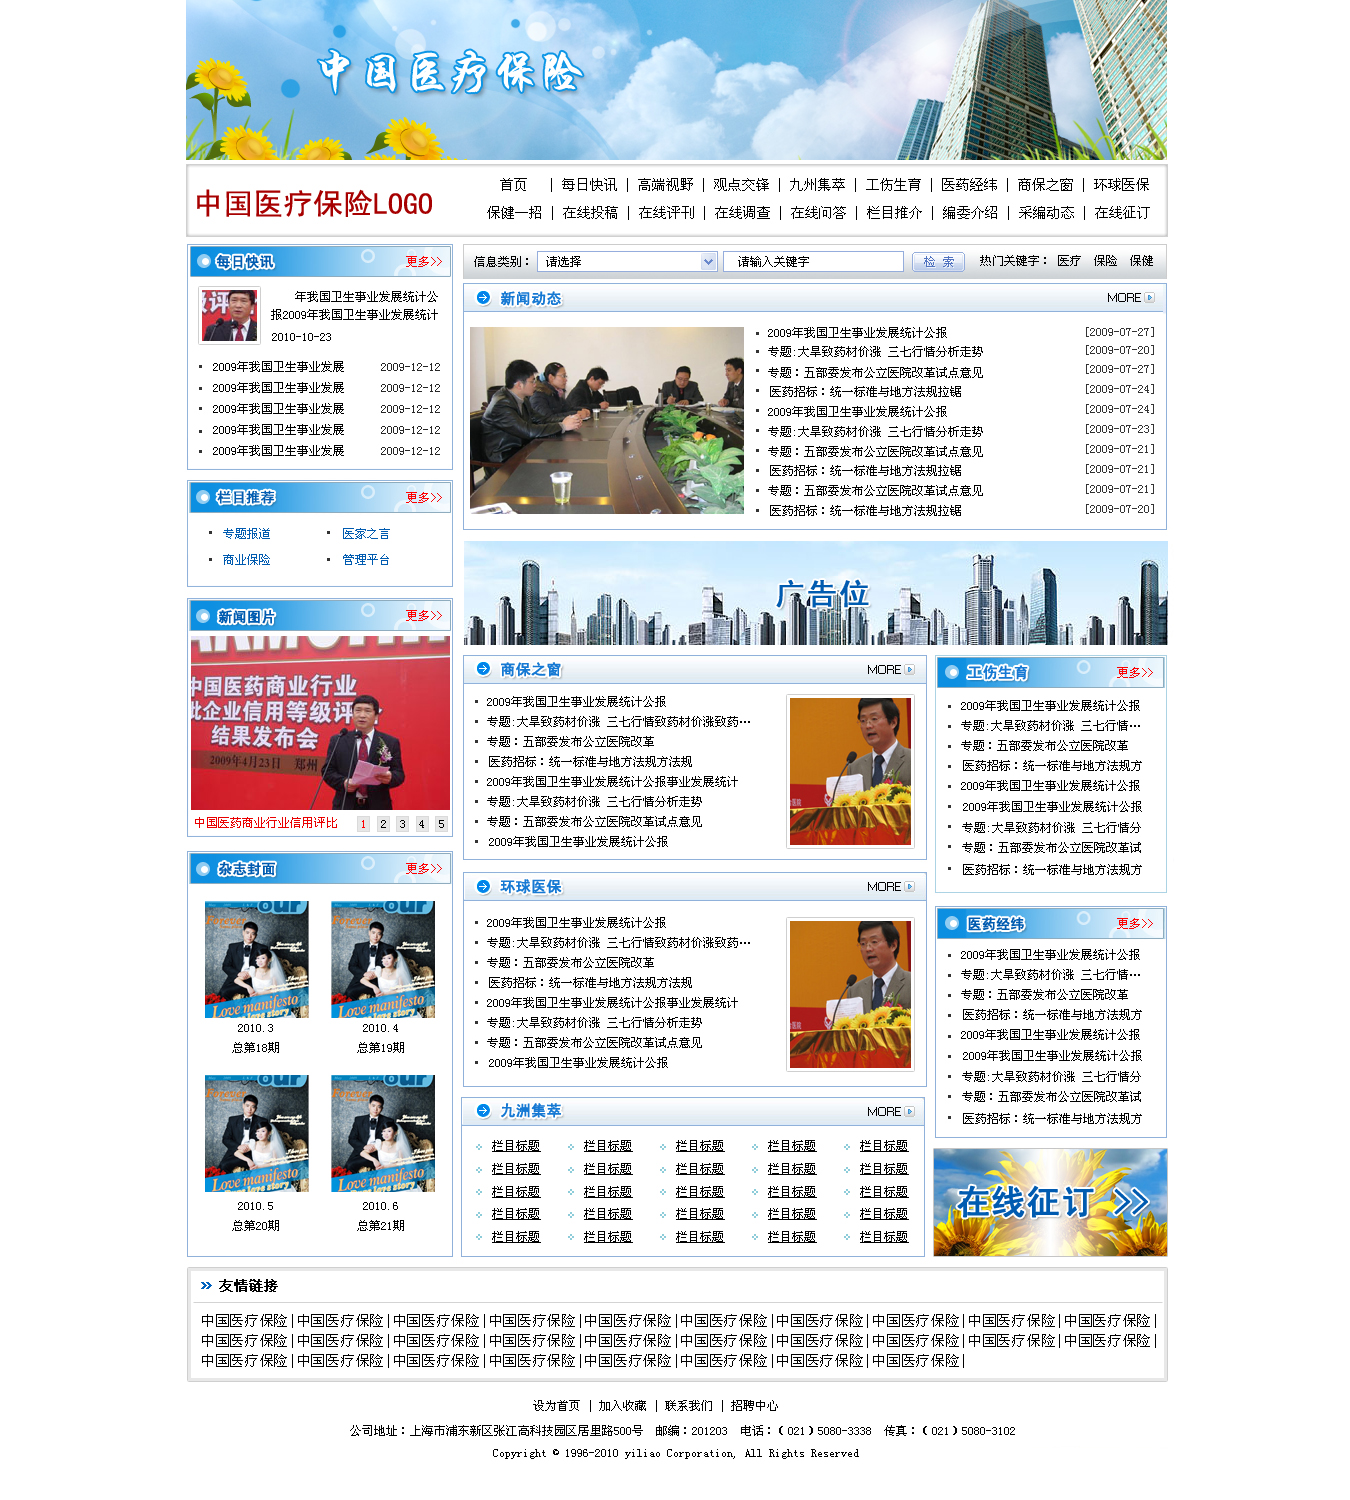 中国医疗保险
中国医疗保险LOGO
首页 | 每日快讯 | 高端视野 | 观点交锋 | 九州集萃 | 工伤生育 | 医药经纬 | 商保之窗 | 环球医保
保健一招 | 在线投稿 | 在线评刊 | 在线调查 | 在线问答 | 栏目推介 | 编委介绍 | 采编动态 | 在线征订
每日快讯 更多>>
年我国卫生事业发展统计公
报2009年我国卫生事业发展统计
2010-10-23
2009年我国卫生事业发展 2009-12-12
2009年我国卫生事业发展 2009-12-12
2009年我国卫生事业发展 2009-12-12
2009年我国卫生事业发展 2009-12-12
2009年我国卫生事业发展 2009-12-12
栏目推荐 更多>>
专题报道 医家之言
商业保险 管理平台
新闻图片 更多>>
中国医药商业行业
批企业信用等级评价
结果发布会
2009年4月23日 郑州
中国医药商业行业信用评比 1 2 3 4 5
杂志封面 更多>>
our
Love manifesto
our
Love manifesto
2010.3 2010.4
总第18期 总第19期
our
Love manifesto
our
Love manifesto
2010.5 2010.6
总第20期 总第21期
信息类别： 请选择 请输入关键字 检 索 热门关键字： 医疗 保险 保健
新闻动态 MORE
2009年我国卫生事业发展统计公报 [2009-07-27]
专题:大旱致药材价涨 三七行情分析走势 [2009-07-20]
专题：五部委发布公立医院改革试点意见 [2009-07-27]
医药招标：统一标准与地方法规拉锯 [2009-07-24]
2009年我国卫生事业发展统计公报 [2009-07-24]
专题:大旱致药材价涨 三七行情分析走势 [2009-07-23]
专题：五部委发布公立医院改革试点意见 [2009-07-21]
医药招标：统一标准与地方法规拉锯 [2009-07-21]
专题：五部委发布公立医院改革试点意见 [2009-07-21]
医药招标：统一标准与地方法规拉锯 [2009-07-20]
广告位
商保之窗 MORE
2009年我国卫生事业发展统计公报
专题:大旱致药材价涨 三七行情致药材价涨致药…
专题：五部委发布公立医院改革
医药招标：统一标准与地方法规方法规
2009年我国卫生事业发展统计公报事业发展统计
专题:大旱致药材价涨 三七行情分析走势
专题：五部委发布公立医院改革试点意见
2009年我国卫生事业发展统计公报
环球医保 MORE
2009年我国卫生事业发展统计公报
专题:大旱致药材价涨 三七行情致药材价涨致药…
专题：五部委发布公立医院改革
医药招标：统一标准与地方法规方法规
2009年我国卫生事业发展统计公报事业发展统计
专题:大旱致药材价涨 三七行情分析走势
专题：五部委发布公立医院改革试点意见
2009年我国卫生事业发展统计公报
九洲集萃 MORE
栏目标题 栏目标题 栏目标题 栏目标题 栏目标题
栏目标题 栏目标题 栏目标题 栏目标题 栏目标题
栏目标题 栏目标题 栏目标题 栏目标题 栏目标题
栏目标题 栏目标题 栏目标题 栏目标题 栏目标题
栏目标题 栏目标题 栏目标题 栏目标题 栏目标题
工伤生育 更多>>
2009年我国卫生事业发展统计公报
专题:大旱致药材价涨 三七行情…
专题：五部委发布公立医院改革
医药招标：统一标准与地方法规方
2009年我国卫生事业发展统计公报
2009年我国卫生事业发展统计公报
专题:大旱致药材价涨 三七行情分
专题：五部委发布公立医院改革试
医药招标：统一标准与地方法规方
医药经纬 更多>>
2009年我国卫生事业发展统计公报
专题:大旱致药材价涨 三七行情…
专题：五部委发布公立医院改革
医药招标：统一标准与地方法规方
2009年我国卫生事业发展统计公报
2009年我国卫生事业发展统计公报
专题:大旱致药材价涨 三七行情分
专题：五部委发布公立医院改革试
医药招标：统一标准与地方法规方
在线征订 >>
友情链接
中国医疗保险|中国医疗保险|中国医疗保险|中国医疗保险|中国医疗保险|中国医疗保险|中国医疗保险|中国医疗保险|中国医疗保险|中国医疗保险|
中国医疗保险|中国医疗保险|中国医疗保险|中国医疗保险|中国医疗保险|中国医疗保险|中国医疗保险|中国医疗保险|中国医疗保险|中国医疗保险|
中国医疗保险|中国医疗保险|中国医疗保险|中国医疗保险|中国医疗保险|中国医疗保险|中国医疗保险|中国医疗保险|
设为首页 | 加入收藏 | 联系我们 | 招聘中心
公司地址：上海市浦东新区张江高科技园区居里路500号 邮编：201203 电话：（021）5080-3338 传真：（021）5080-3102
Copyright © 1996-2010 yiliao Corporation, All Rights Reserved